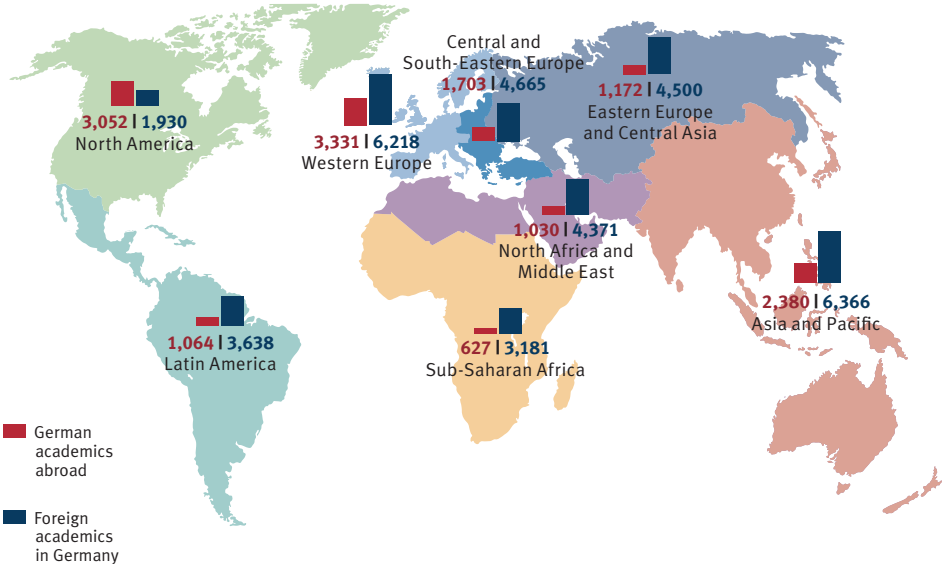 Central and
South-Eastern Europe
1,703 | 4,665
1,172 | 4,500
Eastern Europe
and Central Asia
3,052 | 1,930
North America
3,331 | 6,218
Western Europe
1,030 | 4,371
North Africa and
Middle East
2,380 | 6,366
Asia and Pacific
1,064 | 3,638
Latin America
627 | 3,181
Sub-Saharan Africa
German
academics
abroad
Foreign
academics
in Germany